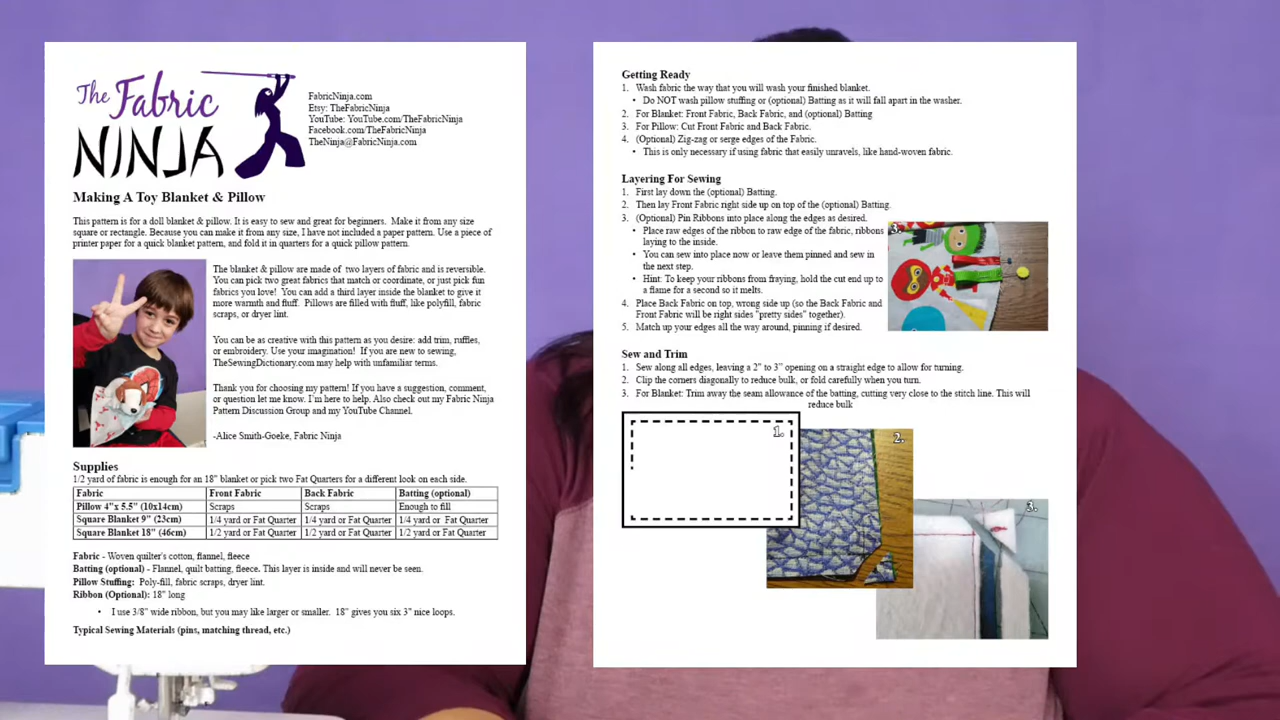 The Fabric
NINJA
FabricNinja.com
Etsy: TheFabricNinja
YouTube: YouTube.com/TheFabricNinja
Facebook.com/TheFabricNinja
TheNinja@FabricNinja.com
Making A Toy Blanket & Pillow
This pattern is for a doll blanket & pillow. It is easy to sew and great for beginners. Make it from any size
square or rectangle. Because you can make it from any size, I have not included a paper pattern. Use a piece of
printer paper for a quick blanket pattern, and fold it in quarters for a quick pillow pattern.
The blanket & pillow are made of two layers of fabric and is reversible.
You can pick two great fabrics that match or coordinate, or just pick fun
fabrics you love! You can add a third layer inside the blanket to give it
more warmth and fluff. Pillows are filled with fluff, like polyfill, fabric
scraps, or dryer lint.
You can be as creative with this pattern as you desire: add trim, ruffles,
or embroidery. Use your imagination! If you are new to sewing,
TheSewingDictionary.com may help with unfamiliar terms.
Thank you for choosing my pattern! If you have a suggestion, comment,
or question let me know. I'm here to help. Also check out my Fabric Ninja
Pattern Discussion Group and my YouTube Channel.
-Alice Smith-Goeke, Fabric Ninja
Supplies
1/2 yard of fabric is enough for an 18" blanket or pick two Fat Quarters for a different look on each side.
Fabric Front Fabric Back Fabric Batting (optional)
Pillow 4"x 5.5" (10x14cm) Scraps Scraps Enough to fill
Square Blanket 9" (23cm) 1/4 yard or Fat Quarter 1/4 yard or Fat Quarter 1/4 yard or Fat Quarter
Square Blanket 18" (46cm) 1/2 yard or Fat Quarter 1/2 yard or Fat Quarter 1/2 yard or Fat Quarter
Fabric - Woven quilter's cotton, flannel, fleece
Batting (optional) - Flannel, quilt batting, fleece. This layer is inside and will never be seen.
Pillow Stuffing: Poly-fill, fabric scraps, dryer lint.
Ribbon (Optional): 18" long
• I use 3/8" wide ribbon, but you may like larger or smaller. 18" gives you six 3" nice loops.
Typical Sewing Materials (pins, matching thread, etc.)
Getting Ready
1. Wash fabric the way that you will wash your finished blanket.
• Do NOT wash pillow stuffing or (optional) Batting as it will fall apart in the washer.
2. For Blanket: Front Fabric, Back Fabric, and (optional) Batting
3. For Pillow: Cut Front Fabric and Back Fabric.
4. (Optional) Zig-zag or serge edges of the Fabric.
• This is only necessary if using fabric that easily unravels, like hand-woven fabric.
Layering For Sewing
1. First lay down the (optional) Batting.
2. Then lay Front Fabric right side up on top of the (optional) Batting.
3. (Optional) Pin Ribbons into place along the edges as desired.
• Place raw edges of the ribbon to raw edge of the fabric, ribbons
laying to the inside.
• You can sew into place now or leave them pinned and sew in
the next step.
• Hint: To keep your ribbons from fraying, hold the cut end up to
a flame for a second so it melts.
4. Place Back Fabric on top, wrong side up (so the Back Fabric and
Front Fabric will be right sides "pretty sides" together).
5. Match up your edges all the way around, pinning if desired.
3.
Sew and Trim
1. Sew along all edges, leaving a 2" to 3" opening on a straight edge to allow for turning.
2. Clip the corners diagonally to reduce bulk, or fold carefully when you turn.
3. For Blanket: Trim away the seam allowance of the batting, cutting very close to the stitch line. This will
reduce bulk
1.
2.
3.